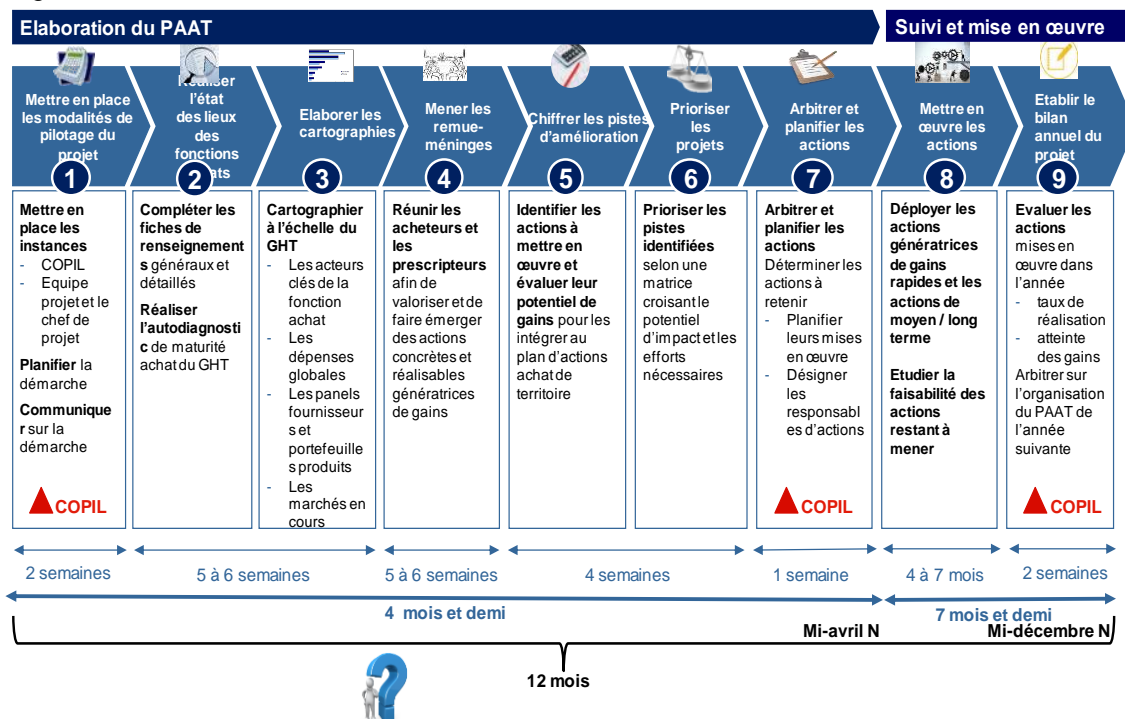 Elaboration du PAAT
Suivi et mise en œuvre
Mettre en place
les modalités de
pilotage du
projet
1
Réaliser
l'état
des lieux
des
fonctions
2
Elaborer les
cartographies
3
Mener les
remue-
méninges
4
Chiffrer les pistes
d'amélioration
5
Prioriser
les
projets
6
Arbitrer et
planifier les
actions
7
Mettre en
œuvre les
actions
8
Etablir le
bilan
annuel du
projet
9
Mettre en
place les
instances
- COPIL
- Equipe
projet et le
chef de
projet
Planifier la
démarche
Communique
r sur la
démarche
COPIL
Compléter les
fiches de
renseignement
s généraux et
détaillés
Réaliser
l'autodiagnosti
c de maturité
achat du GHT
Cartographier
à l'échelle du
GHT
- Les acteurs
clés de la
fonction
achat
- Les
dépenses
globales
- Les panels
fournisseur
s et
portefeuille
s produits
- Les
marchés en
cours
Réunir les
acheteurs et
les
prescripteurs
afin de
valoriser et de
faire émerger
des actions
concrètes et
réalisables
génératrices
de gains
Identifier les
actions à
mettre en
œuvre et
évaluer leur
potentiel de
gains pour les
intégrer au
plan d'actions
achat de
territoire
Prioriser les
pistes
identifiées
selon une
matrice
croisant le
potentiel
d'impact et les
efforts
nécessaires
Arbitrer et
planifier les
actions
Déterminer les
actions à
retenir
- Planifier
leurs mises
en œuvre
- Désigner
les
responsabl
es d'actions
COPIL
Déployer les
actions
génératrices
de gains
rapides et les
actions de
moyen / long
terme
Etudier la
faisabilité des
actions
restant à
mener
Evaluer les
actions
mises en
œuvre dans
l'année
- taux de
réalisation
- atteinte
des gains
Arbitrer sur
l'organisation
du PAAT de
l'année
suivante
COPIL
2 semaines
5 à 6 semaines
5 à 6 semaines
4 semaines
1 semaine
4 à 7 mois
2 semaines
4 mois et demi
7 mois et demi
Mi-avril N
Mi-décembre N
12 mois